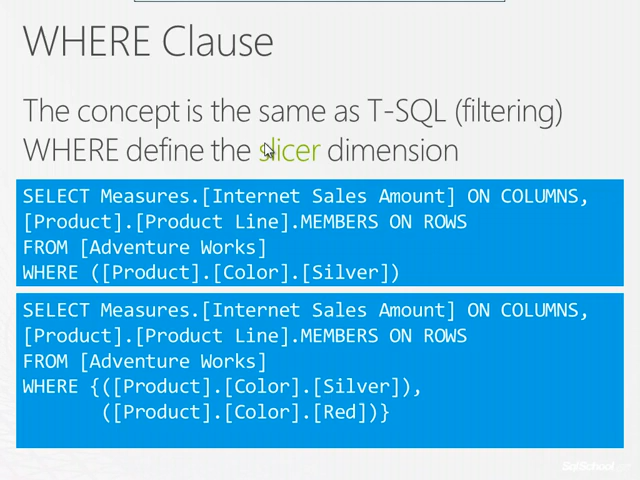 WHERE Clause
The concept is the same as T-SQL (filtering)
WHERE define the slicer dimension
SELECT Measures.[Internet Sales Amount] ON COLUMNS,
[Product].[Product Line].MEMBERS ON ROWS
FROM [Adventure Works]
WHERE ([Product].[Color].[Silver])
SELECT Measures.[Internet Sales Amount] ON COLUMNS,
[Product].[Product Line].MEMBERS ON ROWS
FROM [Adventure Works]
WHERE {([Product].[Color].[Silver]),
([Product].[Color].[Red])}
SqlSchool